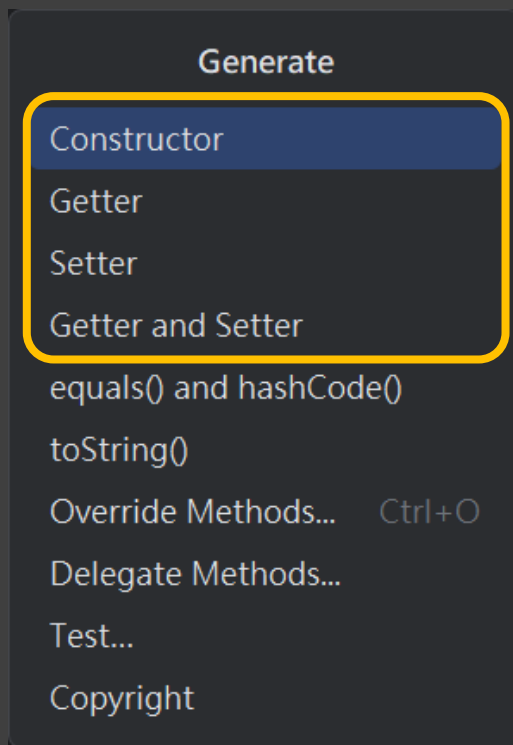 Generate
Constructor
Getter
Setter
Getter and Setter
equals() and hashCode()
toString()
Override Methods... Ctrl+O
Delegate Methods...
Test...
Copyright